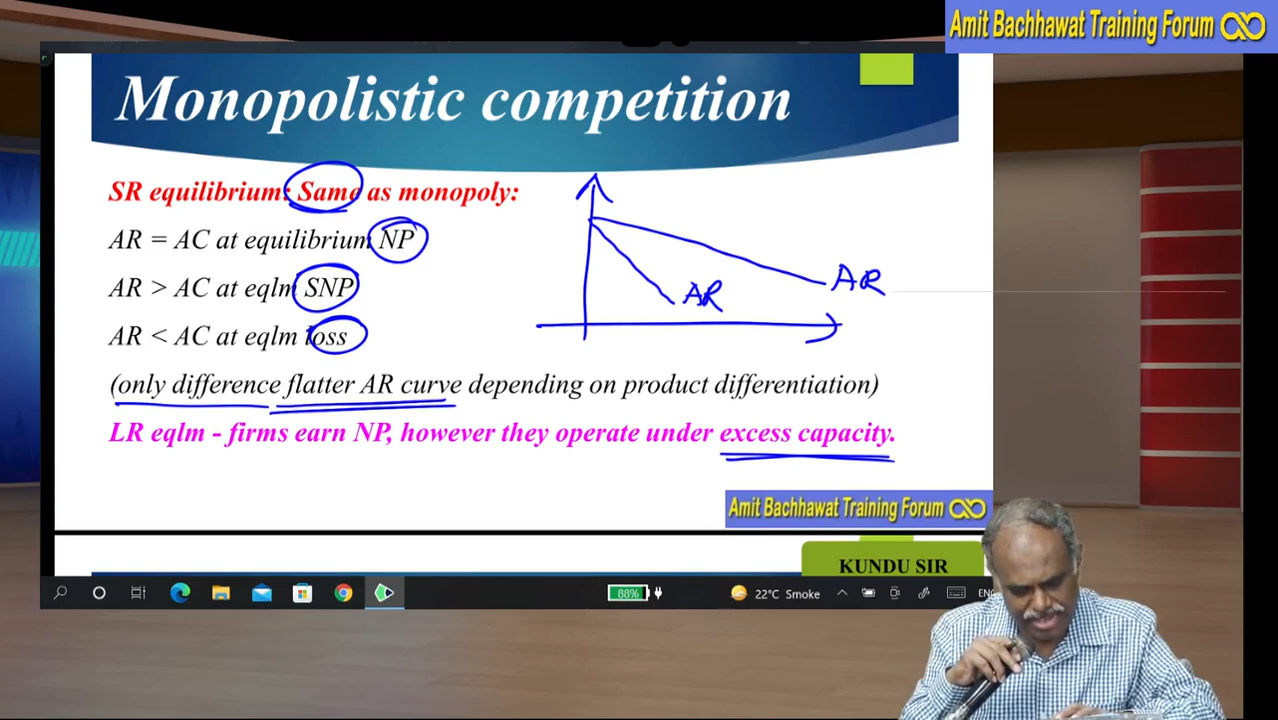 Amit Bachhawat Training Forum
Monopolistic competition
SR equilibrium: Same as monopoly:
AR = AC at equilibrium NP
AR > AC at eqlm SNP
AR < AC at eqlm loss
AR
AR
(only difference flatter AR curve depending on product differentiation)
LR eqlm - firms earn NP, however they operate under excess capacity.
Amit Bachhawat Training Forum
KUNDU SIR
88%
22°C Smoke
ENG